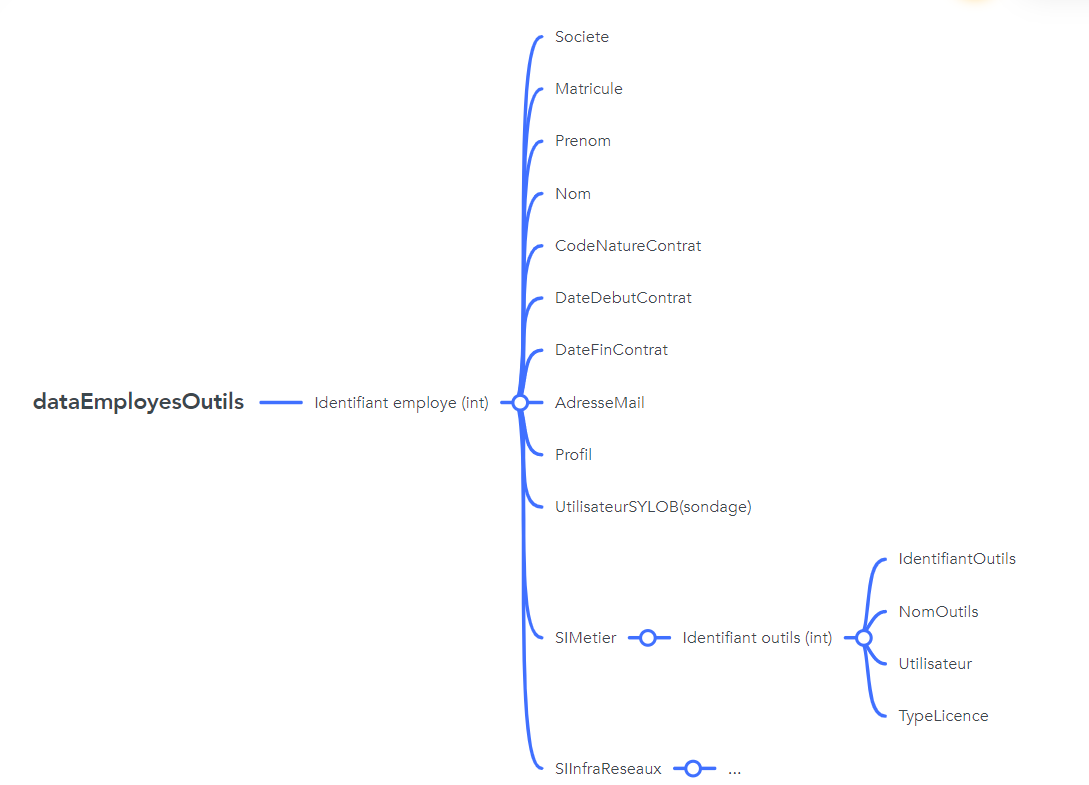 Societe
Matricule
Prenom
Nom
CodeNatureContrat
DateDebutContrat
DateFinContrat
dataEmployesOutils
Identifiant employe (int)
AdresseMail
Profil
UtilisateurSYLOB(sondage)
SIMetier
Identifiant outils (int)
IdentifiantOutils
NomOutils
Utilisateur
TypeLicence
SIInfraReseaux
...